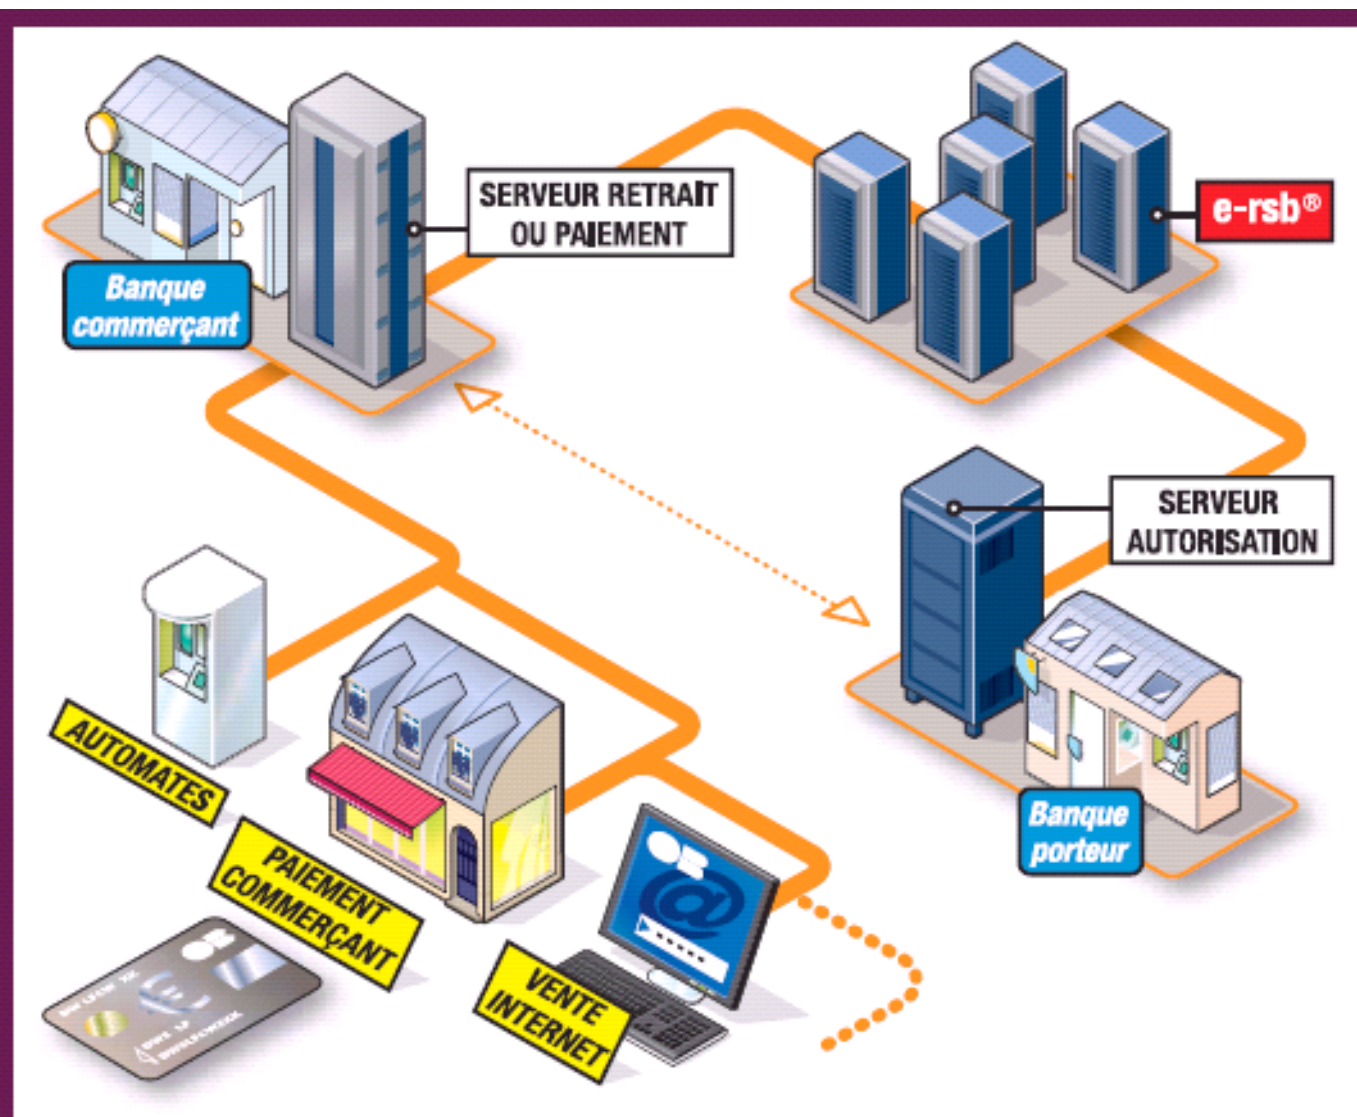 SERVEUR RETRAIT
OU PAIEMENT
e-rsb®
Banque
commerçant
SERVEUR
AUTORISATION
AUTOMATES
Banque
porteur
PAIEMENT
COMMERÇANT
VENTE
INTERNET
@